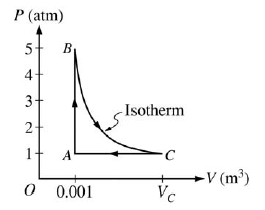 P (atm)
5 B
4
3
Isotherm
2
1 A C
V (m³)
O 0.001 V_C